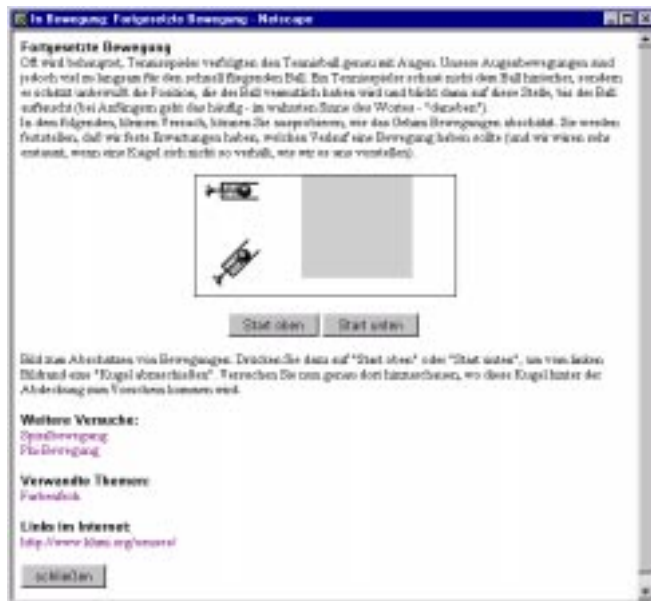 In Bewegung: Fortgesetzte Bewegung - Netscape
Fortgesetzte Bewegung
Oft wird behauptet, Tennisspieler verfolgten den Tennisball genau mit Augen. Unsere Augenbewegungen sind
jedoch viel zu langsam für den schnell fliegenden Ball. Ein Tennisspieler schaut nicht dem Ball hinterher, sondern
er schätzt unbewußt die Position, die der Ball vermutlich haben wird und blickt dann auf diese Stelle, bis der Ball
auftaucht (bei Anfängern geht das häufig - im wahrsten Sinne des Wortes - "daneben").
In dem folgenden, kleinen Versuch, können Sie ausprobieren, wie das Gehirn Bewegungen abschätzt. Sie werden
feststellen, daß wir feste Erwartungen haben, welchen Verlauf eine Bewegung haben sollte (und wir wären sehr
erstaunt, wenn eine Kugel sich nicht so verhält, wie wir es uns vorstellen).
Start oben
Start unten
Bild zum Abschätzen von Bewegungen. Drücken Sie dazu auf "Start oben" oder "Start unten", um vom linken
Bildrand eine "Kugel abzuschießen". Versuchen Sie nun genau dort hinzuschauen, wo diese Kugel hinter der
Abdeckung zum Vorschein kommen wird.
Weitere Versuche:
Spiralbewegung
Phi-Bewegung
Verwandte Themen:
Links im Internet:
schließen